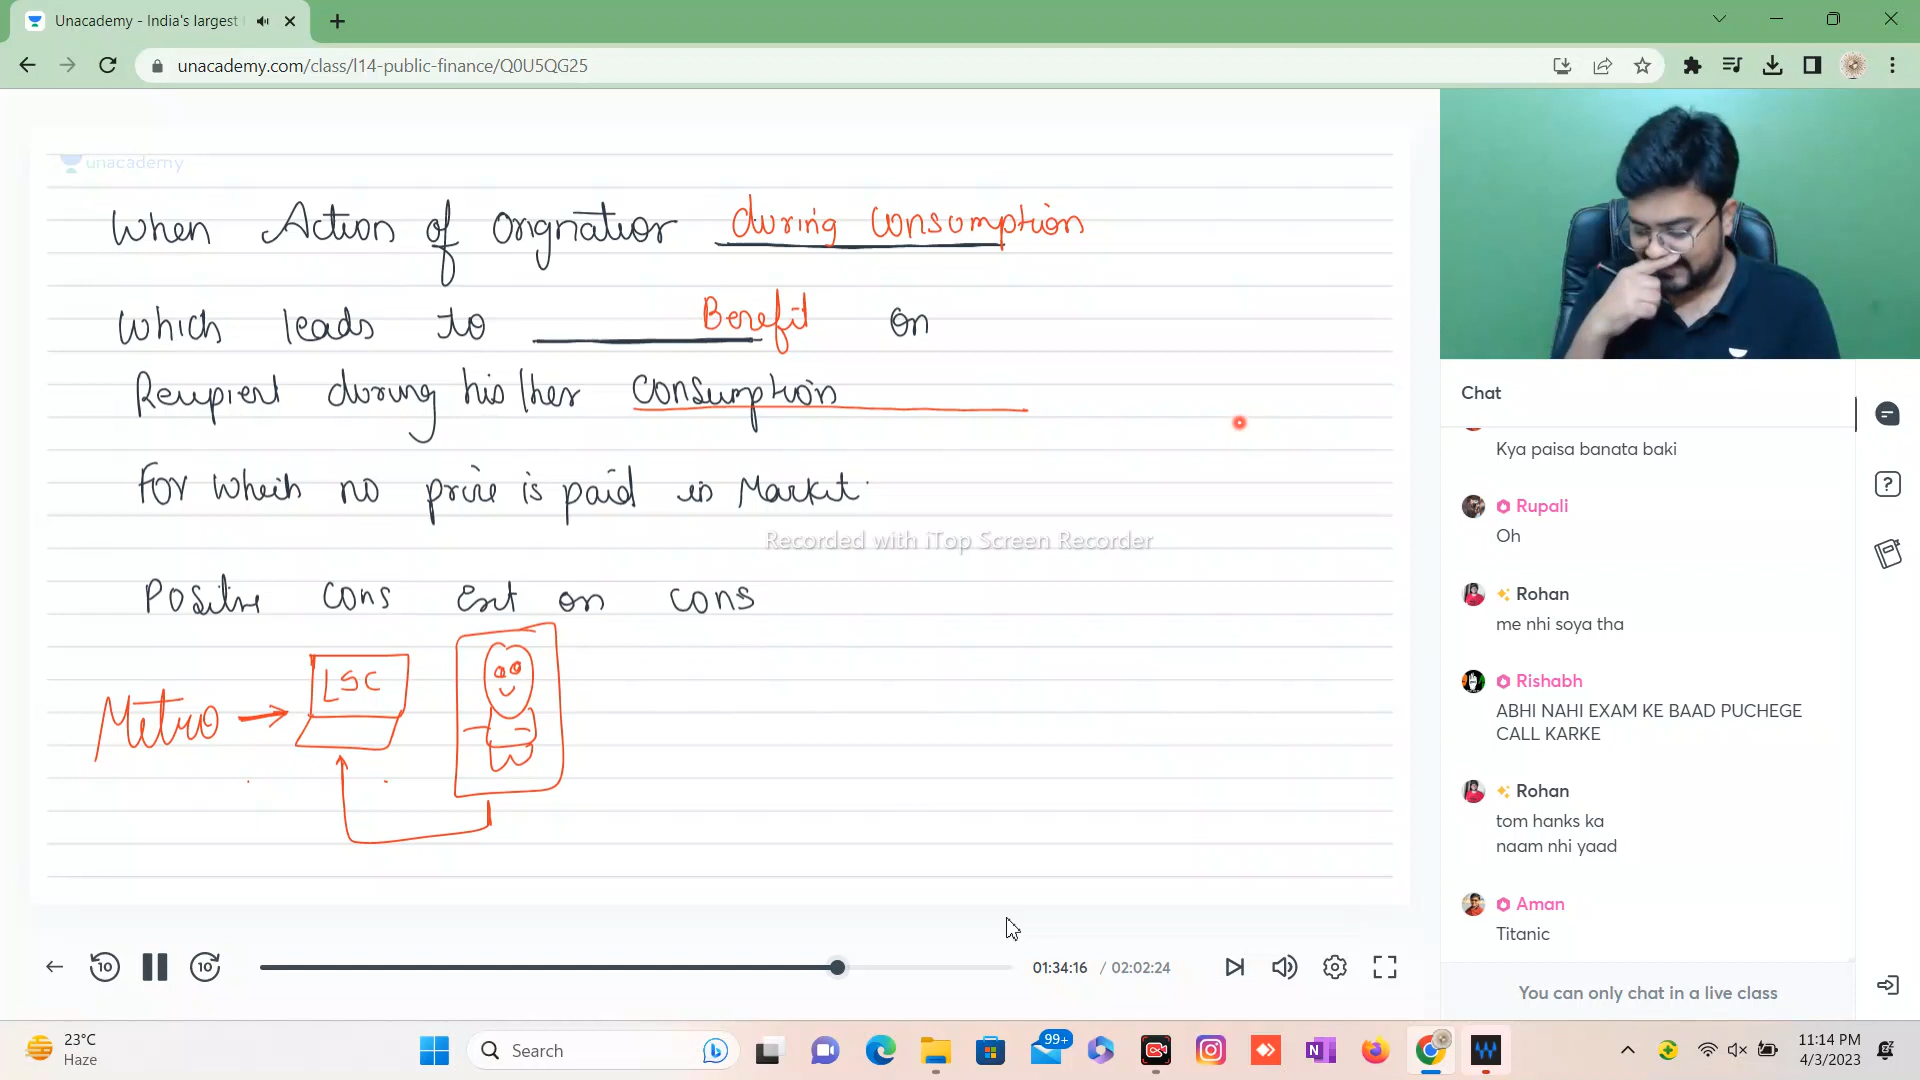 Unacademy - India's largest
unacademy.com/class/l14-public-finance/Q0U5QG25
unacademy
When Action of Orignatior during Consumption
which leads to Benefit on
Recipient during his/her Consumption
For which no price is paid in Market.
Positive cons Ext on cons
LSC
Metro →
Recorded with iTop Screen Recorder
10
10
01:34:16 / 02:02:24
Chat
Kya paisa banata baki
Rupali
Oh
Rohan
me nhi soya tha
Rishabh
ABHI NAHI EXAM KE BAAD PUCHEGE
CALL KARKE
Rohan
tom hanks ka
naam nhi yaad
Aman
Titanic
You can only chat in a live class
23°C
Haze
Search
99+
11:14 PM
4/3/2023